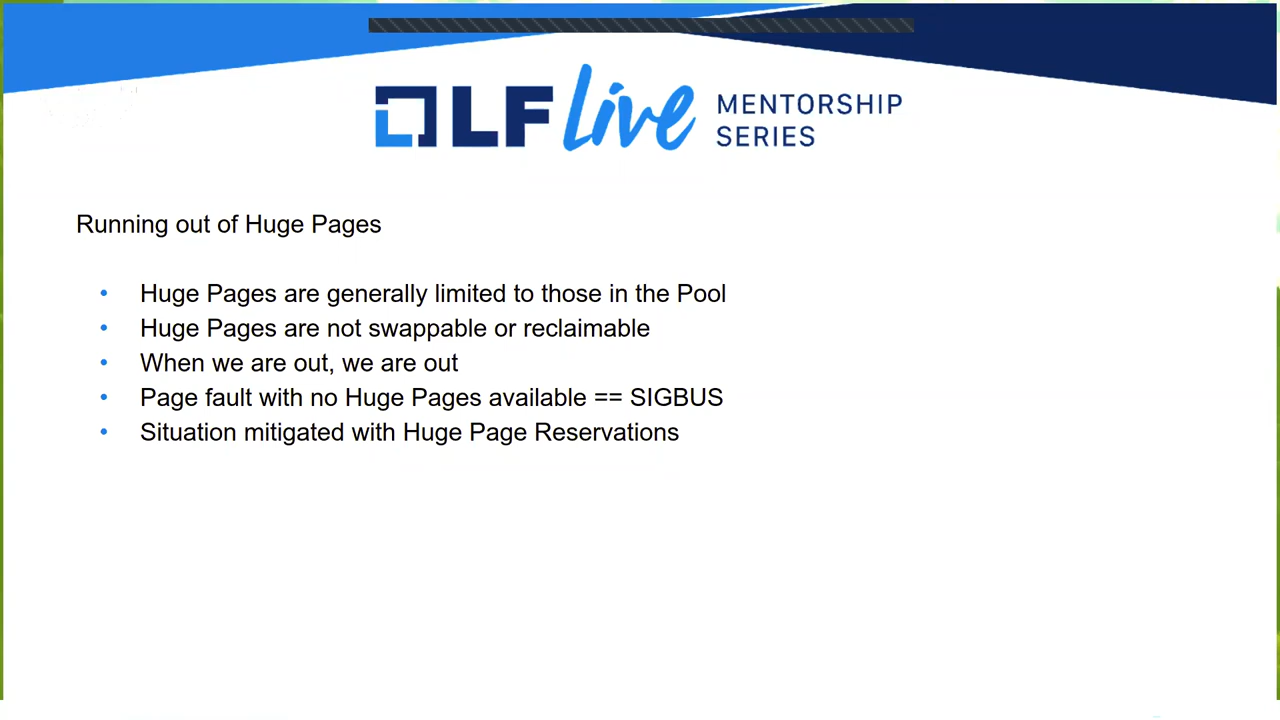 LF Live MENTORSHIP
SERIES
Running out of Huge Pages
• Huge Pages are generally limited to those in the Pool
• Huge Pages are not swappable or reclaimable
• When we are out, we are out
• Page fault with no Huge Pages available == SIGBUS
• Situation mitigated with Huge Page Reservations